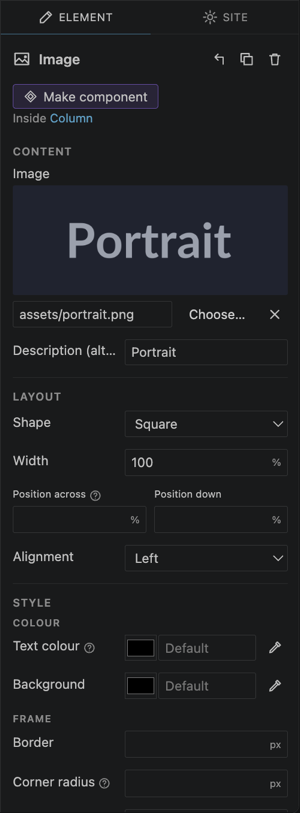 ELEMENT
SITE
Image
Make component
Inside Column
CONTENT
Image
Portrait
assets/portrait.png
Choose...
Description (alt...
Portrait
LAYOUT
Shape
Square
Width
100
%
Position across ?
Position down
%
%
Alignment
Left
STYLE
COLOUR
Text colour ?
Default
Background
Default
FRAME
Border
px
Corner radius ?
px